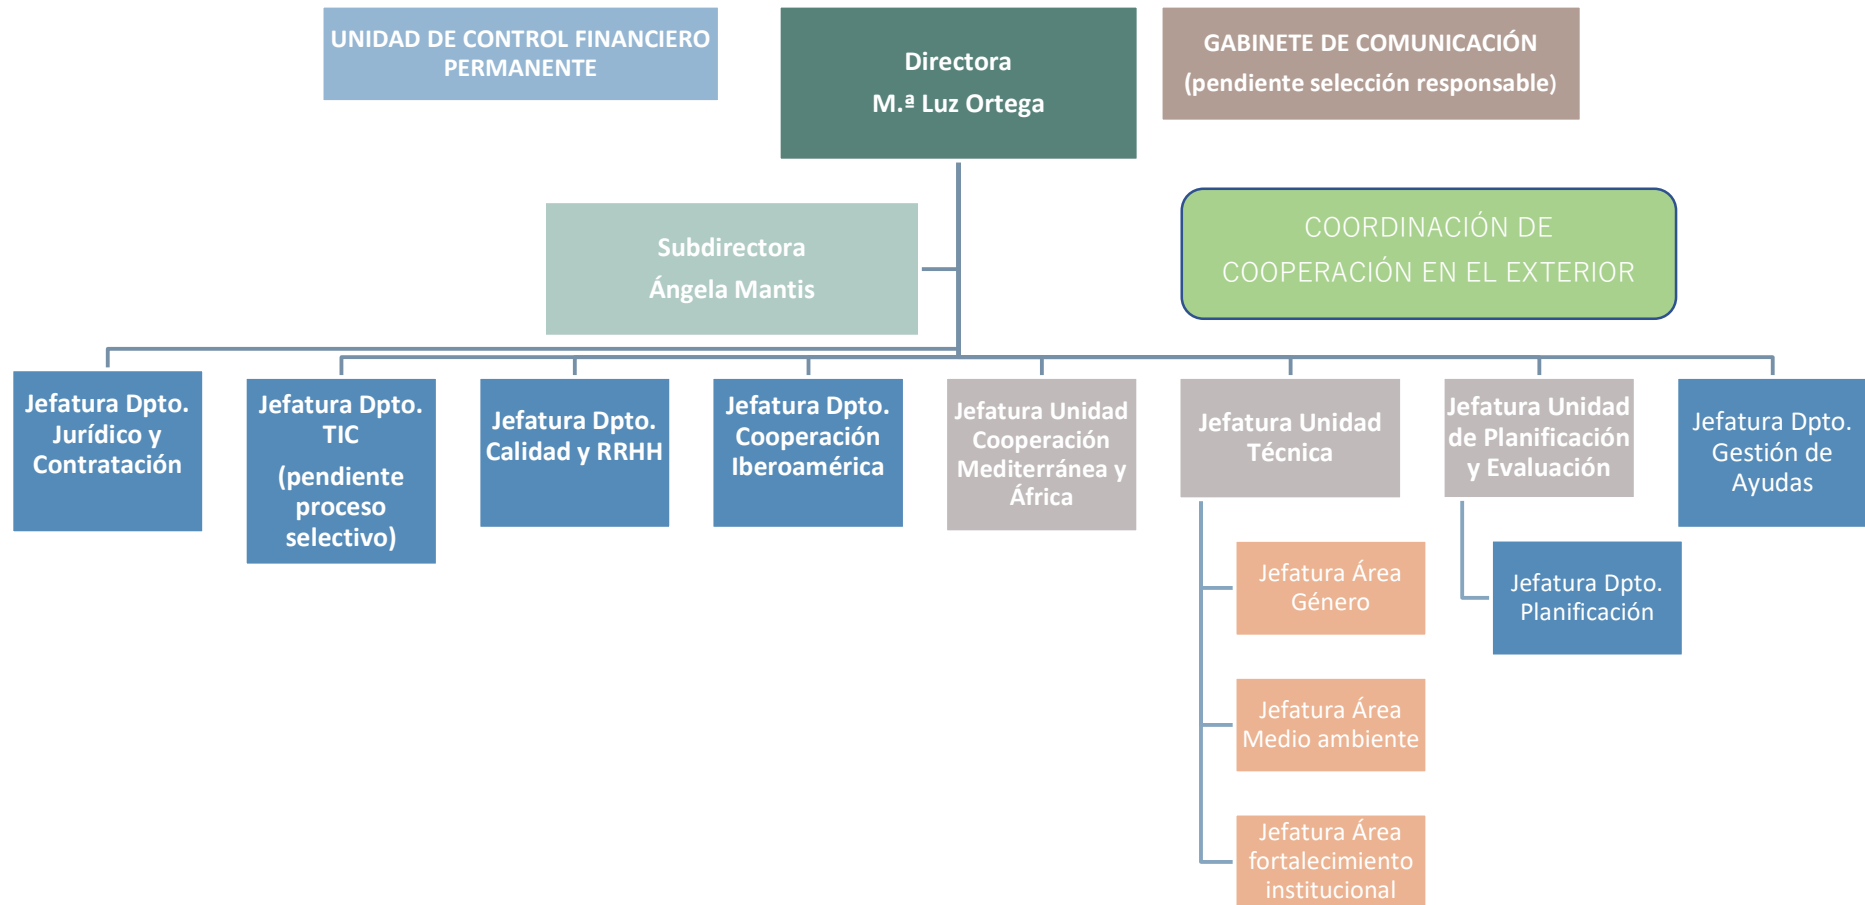 UNIDAD DE CONTROL FINANCIERO
PERMANENTE
Directora
M.ª Luz Ortega
GABINETE DE COMUNICACIÓN
(pendiente selección responsable)
Subdirectora
Ángela Mantis
COORDINACIÓN DE
COOPERACIÓN EN EL EXTERIOR
Jefatura Dpto.
Jurídico y
Contratación
Jefatura Dpto.
TIC
(pendiente
proceso
selectivo)
Jefatura Dpto.
Calidad y RRHH
Jefatura Dpto.
Cooperación
Iberoamérica
Jefatura Unidad
Cooperación
Mediterránea y
África
Jefatura Unidad
Técnica
Jefatura Unidad
de Planificación
y Evaluación
Jefatura Dpto.
Gestión de
Ayudas
Jefatura Área
Género
Jefatura Dpto.
Planificación
Jefatura Área
Medio ambiente
Jefatura Área
fortalecimiento
institucional